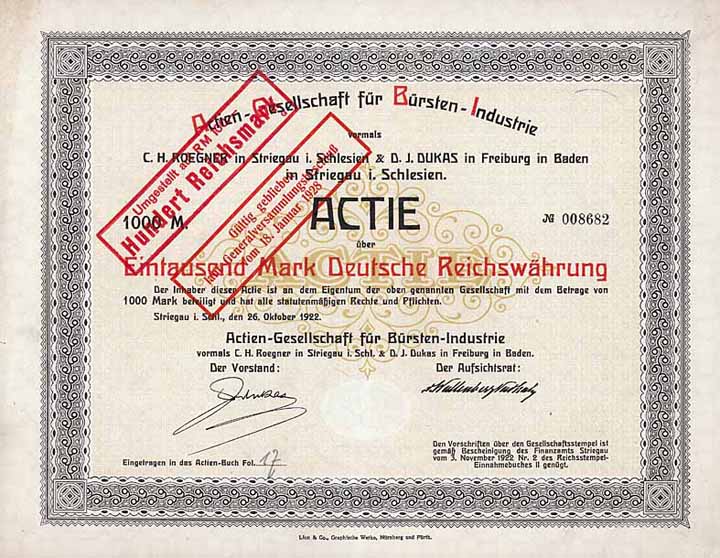 Actien-Gesellschaft für Bürsten-Industrie
vormals
C. H. ROEGNER in Striegau i. Schlesien & D. J. DUKAS in Freiburg in Baden
in Striegau i. Schlesien.
Umgestellt auf RM 100
Hundert Reichsmark
Gültig geblieben
laut Generalversammlungsbeschluß
vom 18. Januar 1928
1000 M.
ACTIE
№ 008682
über
Eintausend Mark Deutsche Reichswährung
Der Inhaber dieser Actie ist an dem Eigentum der oben genannten Gesellschaft mit dem Betrage von
1000 Mark beteiligt und hat alle statutenmäßigen Rechte und Pflichten.
Striegau i. Schl., den 26. Oktober 1922.
Actien-Gesellschaft für Bürsten-Industrie
vormals C. H. Roegner in Striegau i. Schl. & D. J. Dukas in Freiburg in Baden.
Der Vorstand:
Der Aufsichtsrat:
Eingetragen in das Actien-Buch Fol. 17
Den Vorschriften über den Gesellschaftsstempel ist
gemäß Bescheinigung des Finanzamts Striegau
vom 3. November 1922 Nr. 2 des Reichsstempel-
Einnahmebuches II genügt.
Graphische Werke, Nürnberg und Fürth.